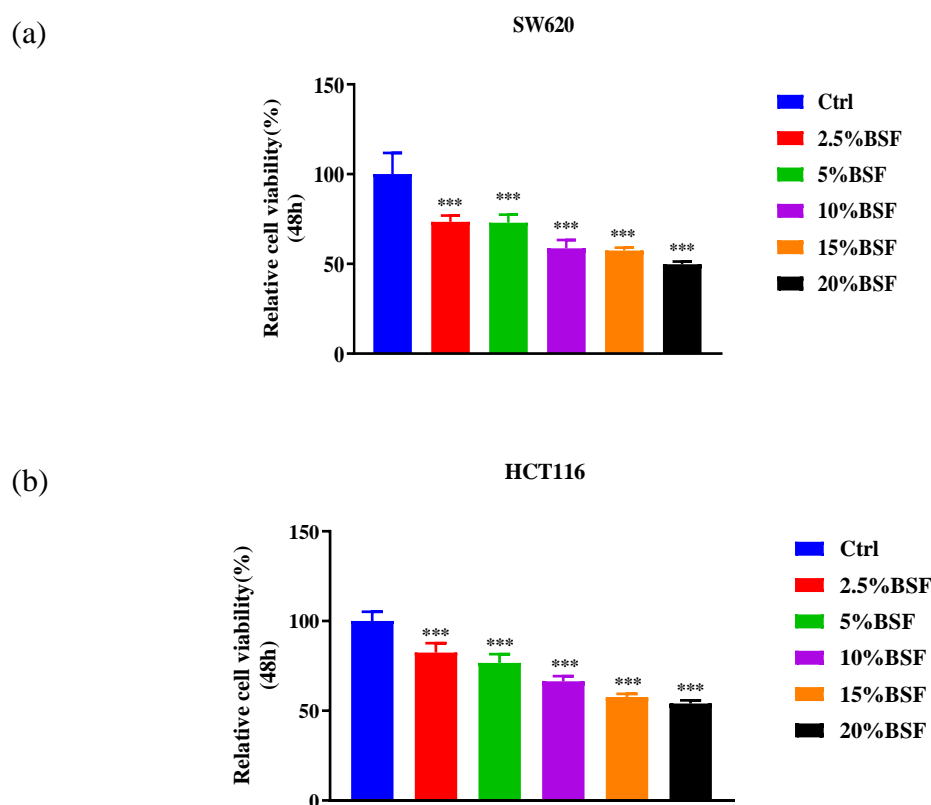 (a)
SW620
Relative cell viability(%)
(48h)
150
100
50
0
***
***
***
***
***
Ctrl
2.5%BSF
5%BSF
10%BSF
15%BSF
20%BSF
(b)
HCT116
Relative cell viability(%)
(48h)
150
100
50
0
***
***
***
***
***
Ctrl
2.5%BSF
5%BSF
10%BSF
15%BSF
20%BSF